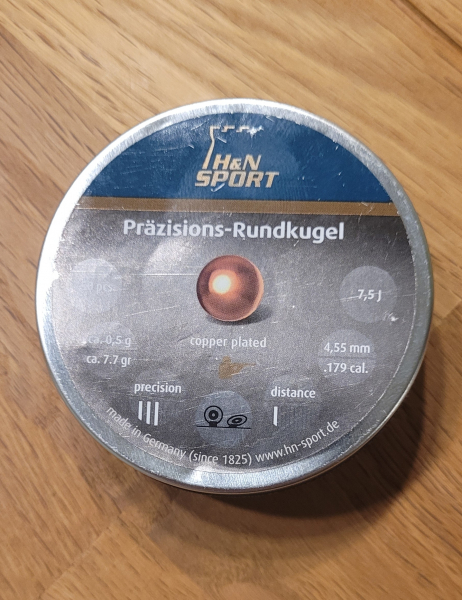 H&N
SPORT
Präzisions-Rundkugel
7,5 J
ca. 0,5 g
ca. 7.7 gr
copper plated
4,55 mm
.179 cal.
precision
distance
made in Germany (since 1825) www.hn-sport.de